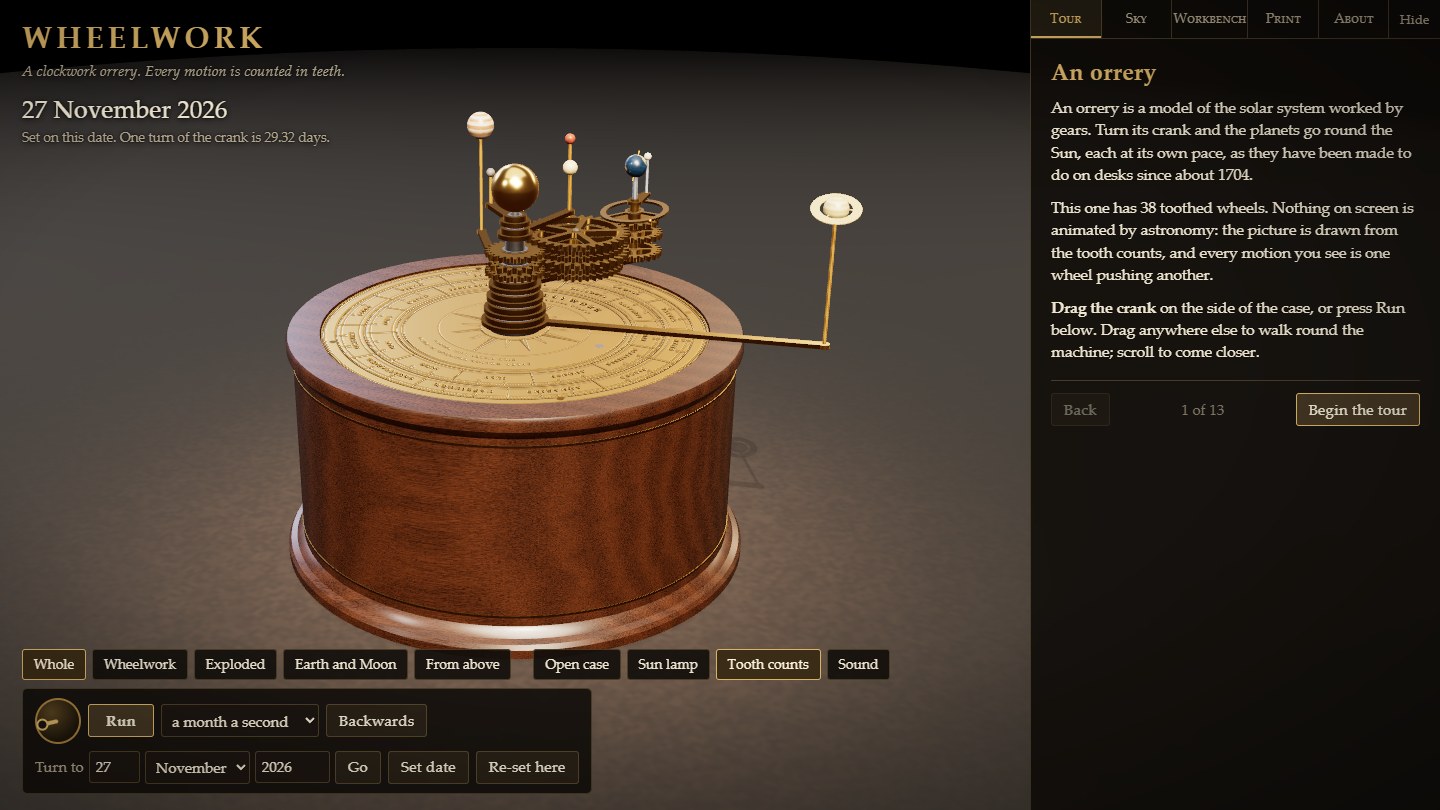 WHEELWORK
A clockwork orrery. Every motion is counted in teeth.
27 November 2026
Set on this date. One turn of the crank is 29.32 days.
Tour Sky Workbench Print About Hide
An orrery
An orrery is a model of the solar system worked by
gears. Turn its crank and the planets go round the
Sun, each at its own pace, as they have been made to
do on desks since about 1704.
This one has 38 toothed wheels. Nothing on screen is
animated by astronomy: the picture is drawn from
the tooth counts, and every motion you see is one
wheel pushing another.
Drag the crank on the side of the case, or press Run
below. Drag anywhere else to walk round the
machine; scroll to come closer.
Back 1 of 13 Begin the tour
Whole Wheelwork Exploded Earth and Moon From above Open case Sun lamp Tooth counts Sound
Run a month a second Backwards
Turn to 27 November 2026 Go Set date Re-set here